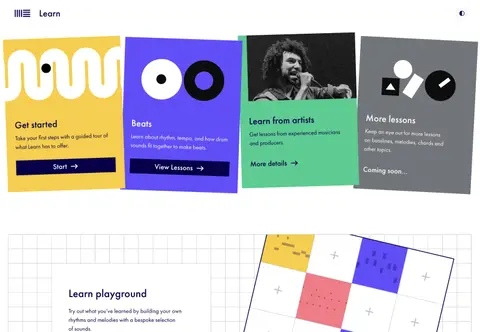 Learn
Get started
Take your first steps with a guided tour of
what Learn has to offer.
Start →
Beats
Learn about rhythm, tempo, and how drum
sounds fit together to make beats.
View Lessons →
Learn from artists
Get lessons from experienced musicians
and producers.
More details →
More lessons
Keep an eye out for more lessons
on basslines, melodies, chords and
other topics.
Coming soon...
Learn playground
Try out what you've learned by building your own
rhythms and melodies with a bespoke selection
of sounds.